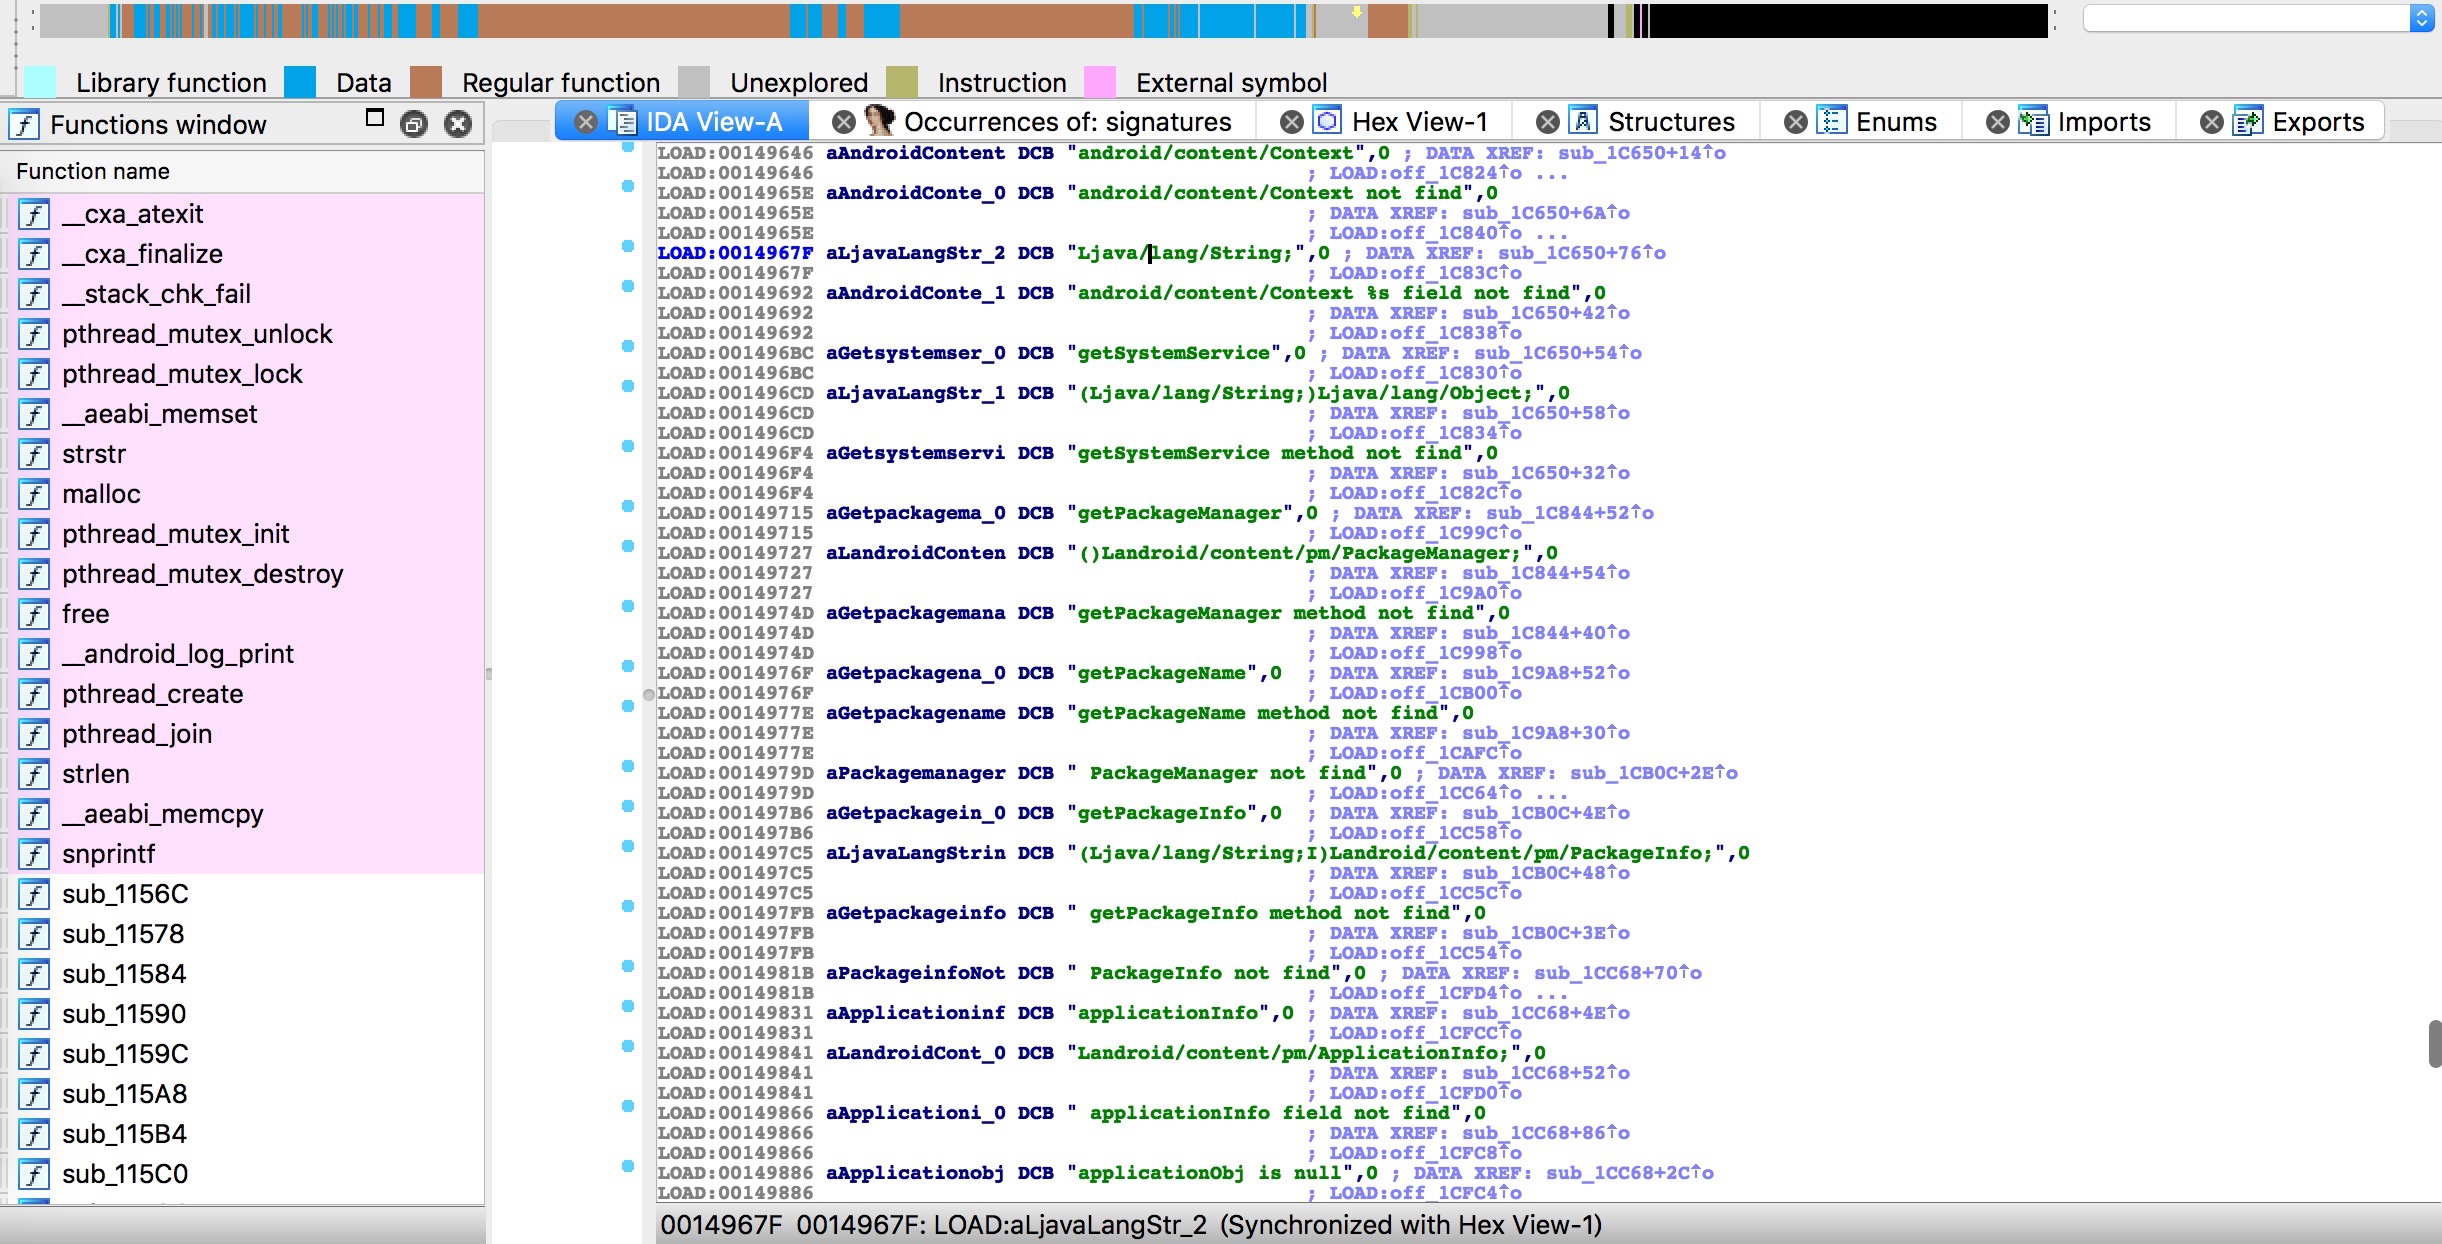 Library function Data Regular function Unexplored Instruction External symbol
Functions window
IDA View-A Occurrences of: signatures Hex View-1 Structures Enums Imports Exports
Function name
__cxa_atexit
__cxa_finalize
__stack_chk_fail
pthread_mutex_unlock
pthread_mutex_lock
__aeabi_memset
strstr
malloc
pthread_mutex_init
pthread_mutex_destroy
free
__android_log_print
pthread_create
pthread_join
strlen
__aeabi_memcpy
snprintf
sub_1156C
sub_11578
sub_11584
sub_11590
sub_1159C
sub_115A8
sub_115B4
sub_115C0
LOAD:00149646 aAndroidContent DCB "android/content/Context",0 ; DATA XREF: sub_1C650+14↑o
LOAD:00149646 ; LOAD:off_1C824↑o ...
LOAD:0014965E aAndroidConte_0 DCB "android/content/Context not find",0
LOAD:0014965E ; DATA XREF: sub_1C650+6A↑o
LOAD:0014965E ; LOAD:off_1C840↑o ...
LOAD:0014967F aLjavaLangStr_2 DCB "Ljava/lang/String;",0 ; DATA XREF: sub_1C650+76↑o
LOAD:0014967F ; LOAD:off_1C83C↑o
LOAD:00149692 aAndroidConte_1 DCB "android/content/Context %s field not find",0
LOAD:00149692 ; DATA XREF: sub_1C650+42↑o
LOAD:00149692 ; LOAD:off_1C838↑o
LOAD:001496BC aGetsystemser_0 DCB "getSystemService",0 ; DATA XREF: sub_1C650+54↑o
LOAD:001496BC ; LOAD:off_1C830↑o
LOAD:001496CD aLjavaLangStr_1 DCB "(Ljava/lang/String;)Ljava/lang/Object;",0
LOAD:001496CD ; DATA XREF: sub_1C650+58↑o
LOAD:001496CD ; LOAD:off_1C834↑o
LOAD:001496F4 aGetsystemservi DCB "getSystemService method not find",0
LOAD:001496F4 ; DATA XREF: sub_1C650+32↑o
LOAD:001496F4 ; LOAD:off_1C82C↑o
LOAD:00149715 aGetpackagema_0 DCB "getPackageManager",0 ; DATA XREF: sub_1C844+52↑o
LOAD:00149715 ; LOAD:off_1C99C↑o
LOAD:00149727 aLandroidConten DCB "()Landroid/content/pm/PackageManager;",0
LOAD:00149727 ; DATA XREF: sub_1C844+54↑o
LOAD:00149727 ; LOAD:off_1C9A0↑o
LOAD:0014974D aGetpackagemana DCB "getPackageManager method not find",0
LOAD:0014974D ; DATA XREF: sub_1C844+40↑o
LOAD:0014974D ; LOAD:off_1C998↑o
LOAD:0014976F aGetpackagena_0 DCB "getPackageName",0 ; DATA XREF: sub_1C9A8+52↑o
LOAD:0014976F ; LOAD:off_1CB00↑o
LOAD:0014977E aGetpackagename DCB "getPackageName method not find",0
LOAD:0014977E ; DATA XREF: sub_1C9A8+30↑o
LOAD:0014977E ; LOAD:off_1CAFC↑o
LOAD:0014979D aPackagemanager DCB " PackageManager not find",0 ; DATA XREF: sub_1CB0C+2E↑o
LOAD:0014979D ; LOAD:off_1CC64↑o ...
LOAD:001497B6 aGetpackagein_0 DCB "getPackageInfo",0 ; DATA XREF: sub_1CB0C+4E↑o
LOAD:001497B6 ; LOAD:off_1CC58↑o
LOAD:001497C5 aLjavaLangStrin DCB "(Ljava/lang/String;I)Landroid/content/pm/PackageInfo;",0
LOAD:001497C5 ; DATA XREF: sub_1CB0C+48↑o
LOAD:001497C5 ; LOAD:off_1CC5C↑o
LOAD:001497FB aGetpackageinfo DCB " getPackageInfo method not find",0
LOAD:001497FB ; DATA XREF: sub_1CB0C+3E↑o
LOAD:001497FB ; LOAD:off_1CC54↑o
LOAD:0014981B aPackageinfoNot DCB " PackageInfo not find",0 ; DATA XREF: sub_1CC68+70↑o
LOAD:0014981B ; LOAD:off_1CFD4↑o ...
LOAD:00149831 aApplicationinf DCB "applicationInfo",0 ; DATA XREF: sub_1CC68+4E↑o
LOAD:00149831 ; LOAD:off_1CFCC↑o
LOAD:00149841 aLandroidCont_0 DCB "Landroid/content/pm/ApplicationInfo;",0
LOAD:00149841 ; DATA XREF: sub_1CC68+52↑o
LOAD:00149841 ; LOAD:off_1CFD0↑o
LOAD:00149866 aApplicationi_0 DCB " applicationInfo field not find",0
LOAD:00149866 ; DATA XREF: sub_1CC68+86↑o
LOAD:00149866 ; LOAD:off_1CFC8↑o
LOAD:00149886 aApplicationobj DCB "applicationObj is null",0 ; DATA XREF: sub_1CC68+2C↑o
LOAD:00149886 ; LOAD:off_1CFC4↑o
0014967F 0014967F: LOAD:aLjavaLangStr_2 (Synchronized with Hex View-1)